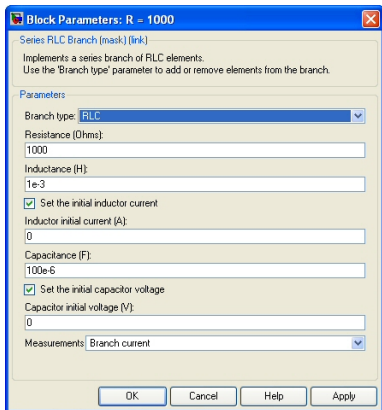 Block Parameters: R = 1000
Series RLC Branch (mask) (link)
Implements a series branch of RLC elements.
Use the 'Branch type' parameter to add or remove elements from the branch.
Parameters
Branch type: RLC
Resistance (Ohms):
1000
Inductance (H):
1e-3
Set the initial inductor current
Inductor initial current (A):
0
Capacitance (F):
100e-6
Set the initial capacitor voltage
Capacitor initial voltage (V):
0
Measurements Branch current
OK Cancel Help Apply